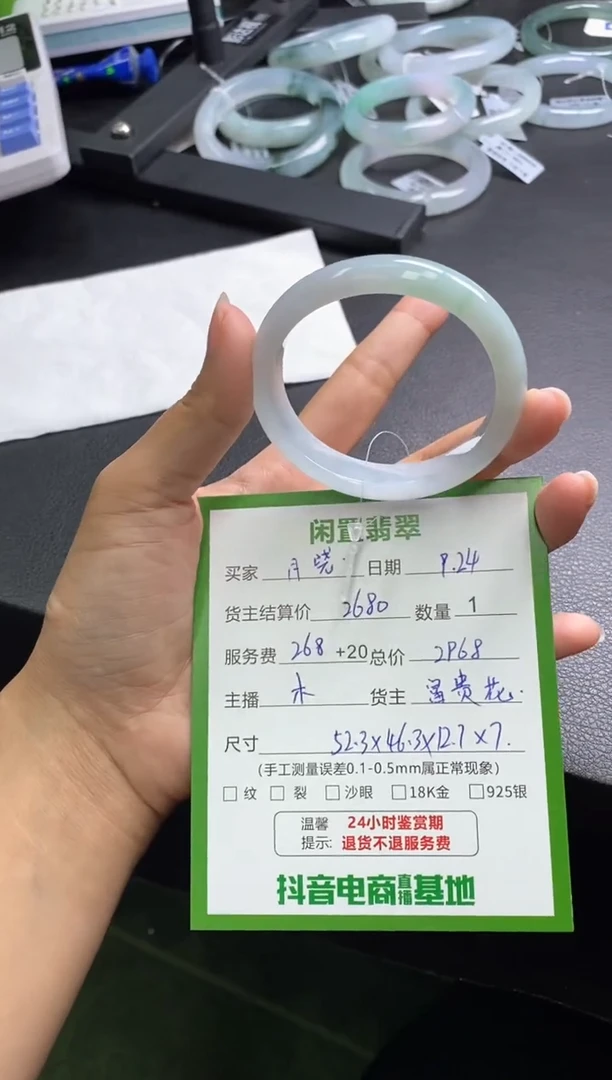 闲置翡翠
买家 月晓 日期 9.24
货主结算价 2680 数量 1
服务费 268 +20 总价 2968
主播 木 货主 富贵花
尺寸 52.3×46.3×12.7×7.
(手工测量误差0.1-0.5mm属正常现象)
□纹 □裂 □沙眼 □18K金 □925银
温馨 24小时鉴赏期
提示: 退货不退服务费
抖音电商直播基地